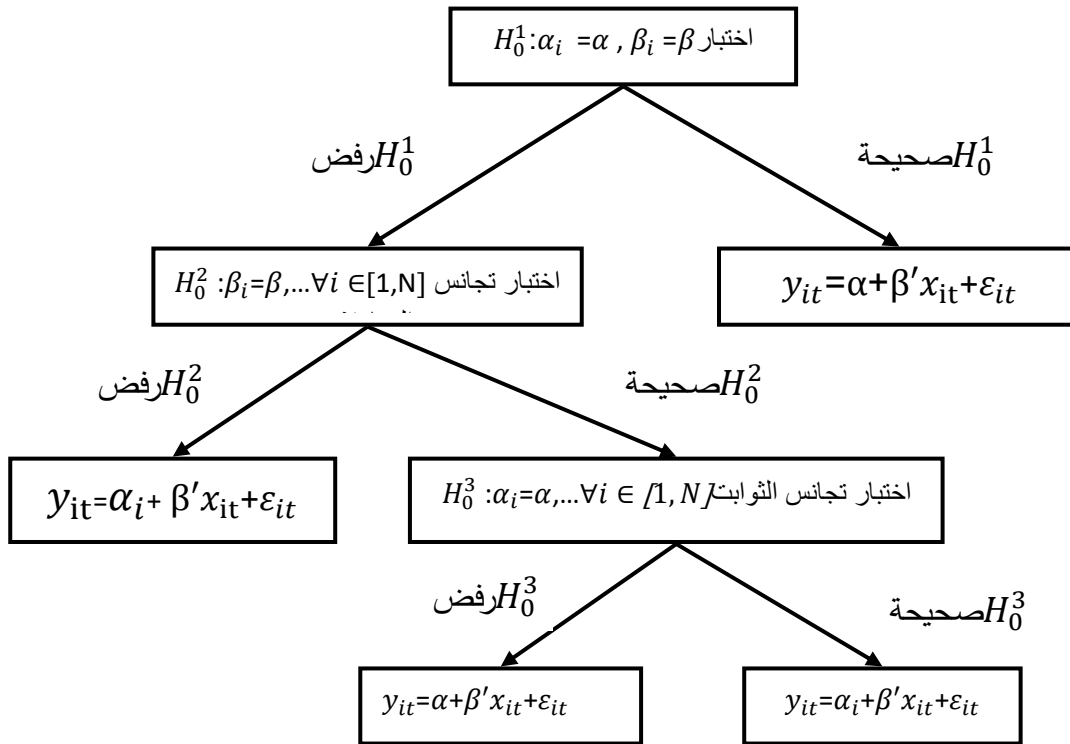 اختبار $H_0^1: \alpha_i = \alpha , \beta_i = \beta$
رفض $H_0^1$
صحيحة $H_0^1$
اختبار تجانس $H_0^2 : \beta_i = \beta, ... \forall i \in [1,N]$
$y_{it} = \alpha + \beta' x_{it} + \varepsilon_{it}$
رفض $H_0^2$
صحيحة $H_0^2$
$y_{it} = \alpha_i + \beta' x_{it} + \varepsilon_{it}$
اختبار تجانس الثوابت $H_0^3 : \alpha_i = \alpha, ... \forall i \in [1, N]$
رفض $H_0^3$
صحيحة $H_0^3$
$y_{it} = \alpha + \beta' x_{it} + \varepsilon_{it}$
$y_{it} = \alpha_i + \beta' x_{it} + \varepsilon_{it}$